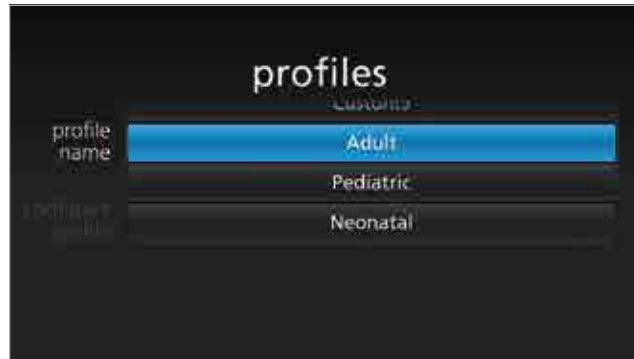 profiles
profile
name
Adult
Pediatric
Neonatal